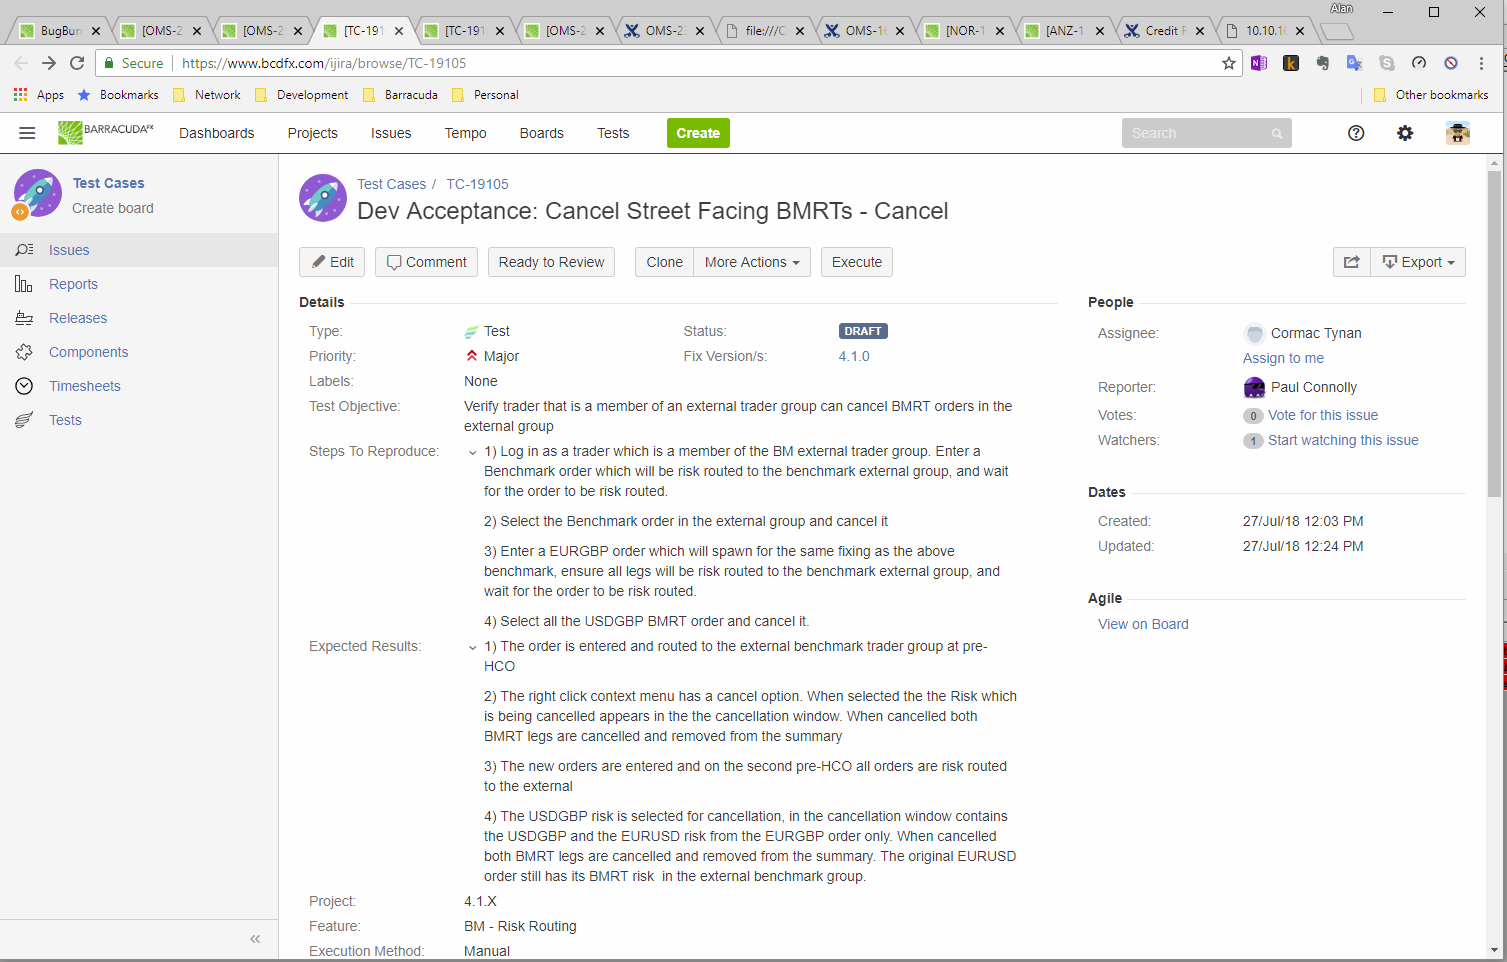 Alan
BugBur
[OMS-2
[OMS-2
[TC-191
[TC-191
[OMS-2
OMS-2
file:///C
OMS-16
[NOR-1
[ANZ-1
Credit F
10.10.10
Secure https://www.bcdfx.com/ijira/browse/TC-19105
Apps Bookmarks Network Development Barracuda Personal Other bookmarks
BARRACUDA FX Dashboards Projects Issues Tempo Boards Tests Create Search
Test Cases
Create board
Issues
Reports
Releases
Components
Timesheets
Tests
Test Cases / TC-19105
Dev Acceptance: Cancel Street Facing BMRTs - Cancel
Edit Comment Ready to Review Clone More Actions Execute Export
Details
Type: Test Status: DRAFT
Priority: Major Fix Version/s: 4.1.0
Labels: None
Test Objective: Verify trader that is a member of an external trader group can cancel BMRT orders in the
external group
Steps To Reproduce: 1) Log in as a trader which is a member of the BM external trader group. Enter a
Benchmark order which will be risk routed to the benchmark external group, and wait
for the order to be risk routed.
2) Select the Benchmark order in the external group and cancel it
3) Enter a EURGBP order which will spawn for the same fixing as the above
benchmark, ensure all legs will be risk routed to the benchmark external group, and
wait for the order to be risk routed.
4) Select all the USDGBP BMRT order and cancel it.
Expected Results: 1) The order is entered and routed to the external benchmark trader group at pre-
HCO
2) The right click context menu has a cancel option. When selected the the Risk which
is being cancelled appears in the the cancellation window. When cancelled both
BMRT legs are cancelled and removed from the summary
3) The new orders are entered and on the second pre-HCO all orders are risk routed
to the external
4) The USDGBP risk is selected for cancellation, in the cancellation window contains
the USDGBP and the EURUSD risk from the EURGBP order only. When cancelled
both BMRT legs are cancelled and removed from the summary. The original EURUSD
order still has its BMRT risk  in the external benchmark group.
Project: 4.1.X
Feature: BM - Risk Routing
Execution Method: Manual
People
Assignee: Cormac Tynan
Assign to me
Reporter: Paul Connolly
Votes: 0 Vote for this issue
Watchers: 1 Start watching this issue
Dates
Created: 27/Jul/18 12:03 PM
Updated: 27/Jul/18 12:24 PM
Agile
View on Board